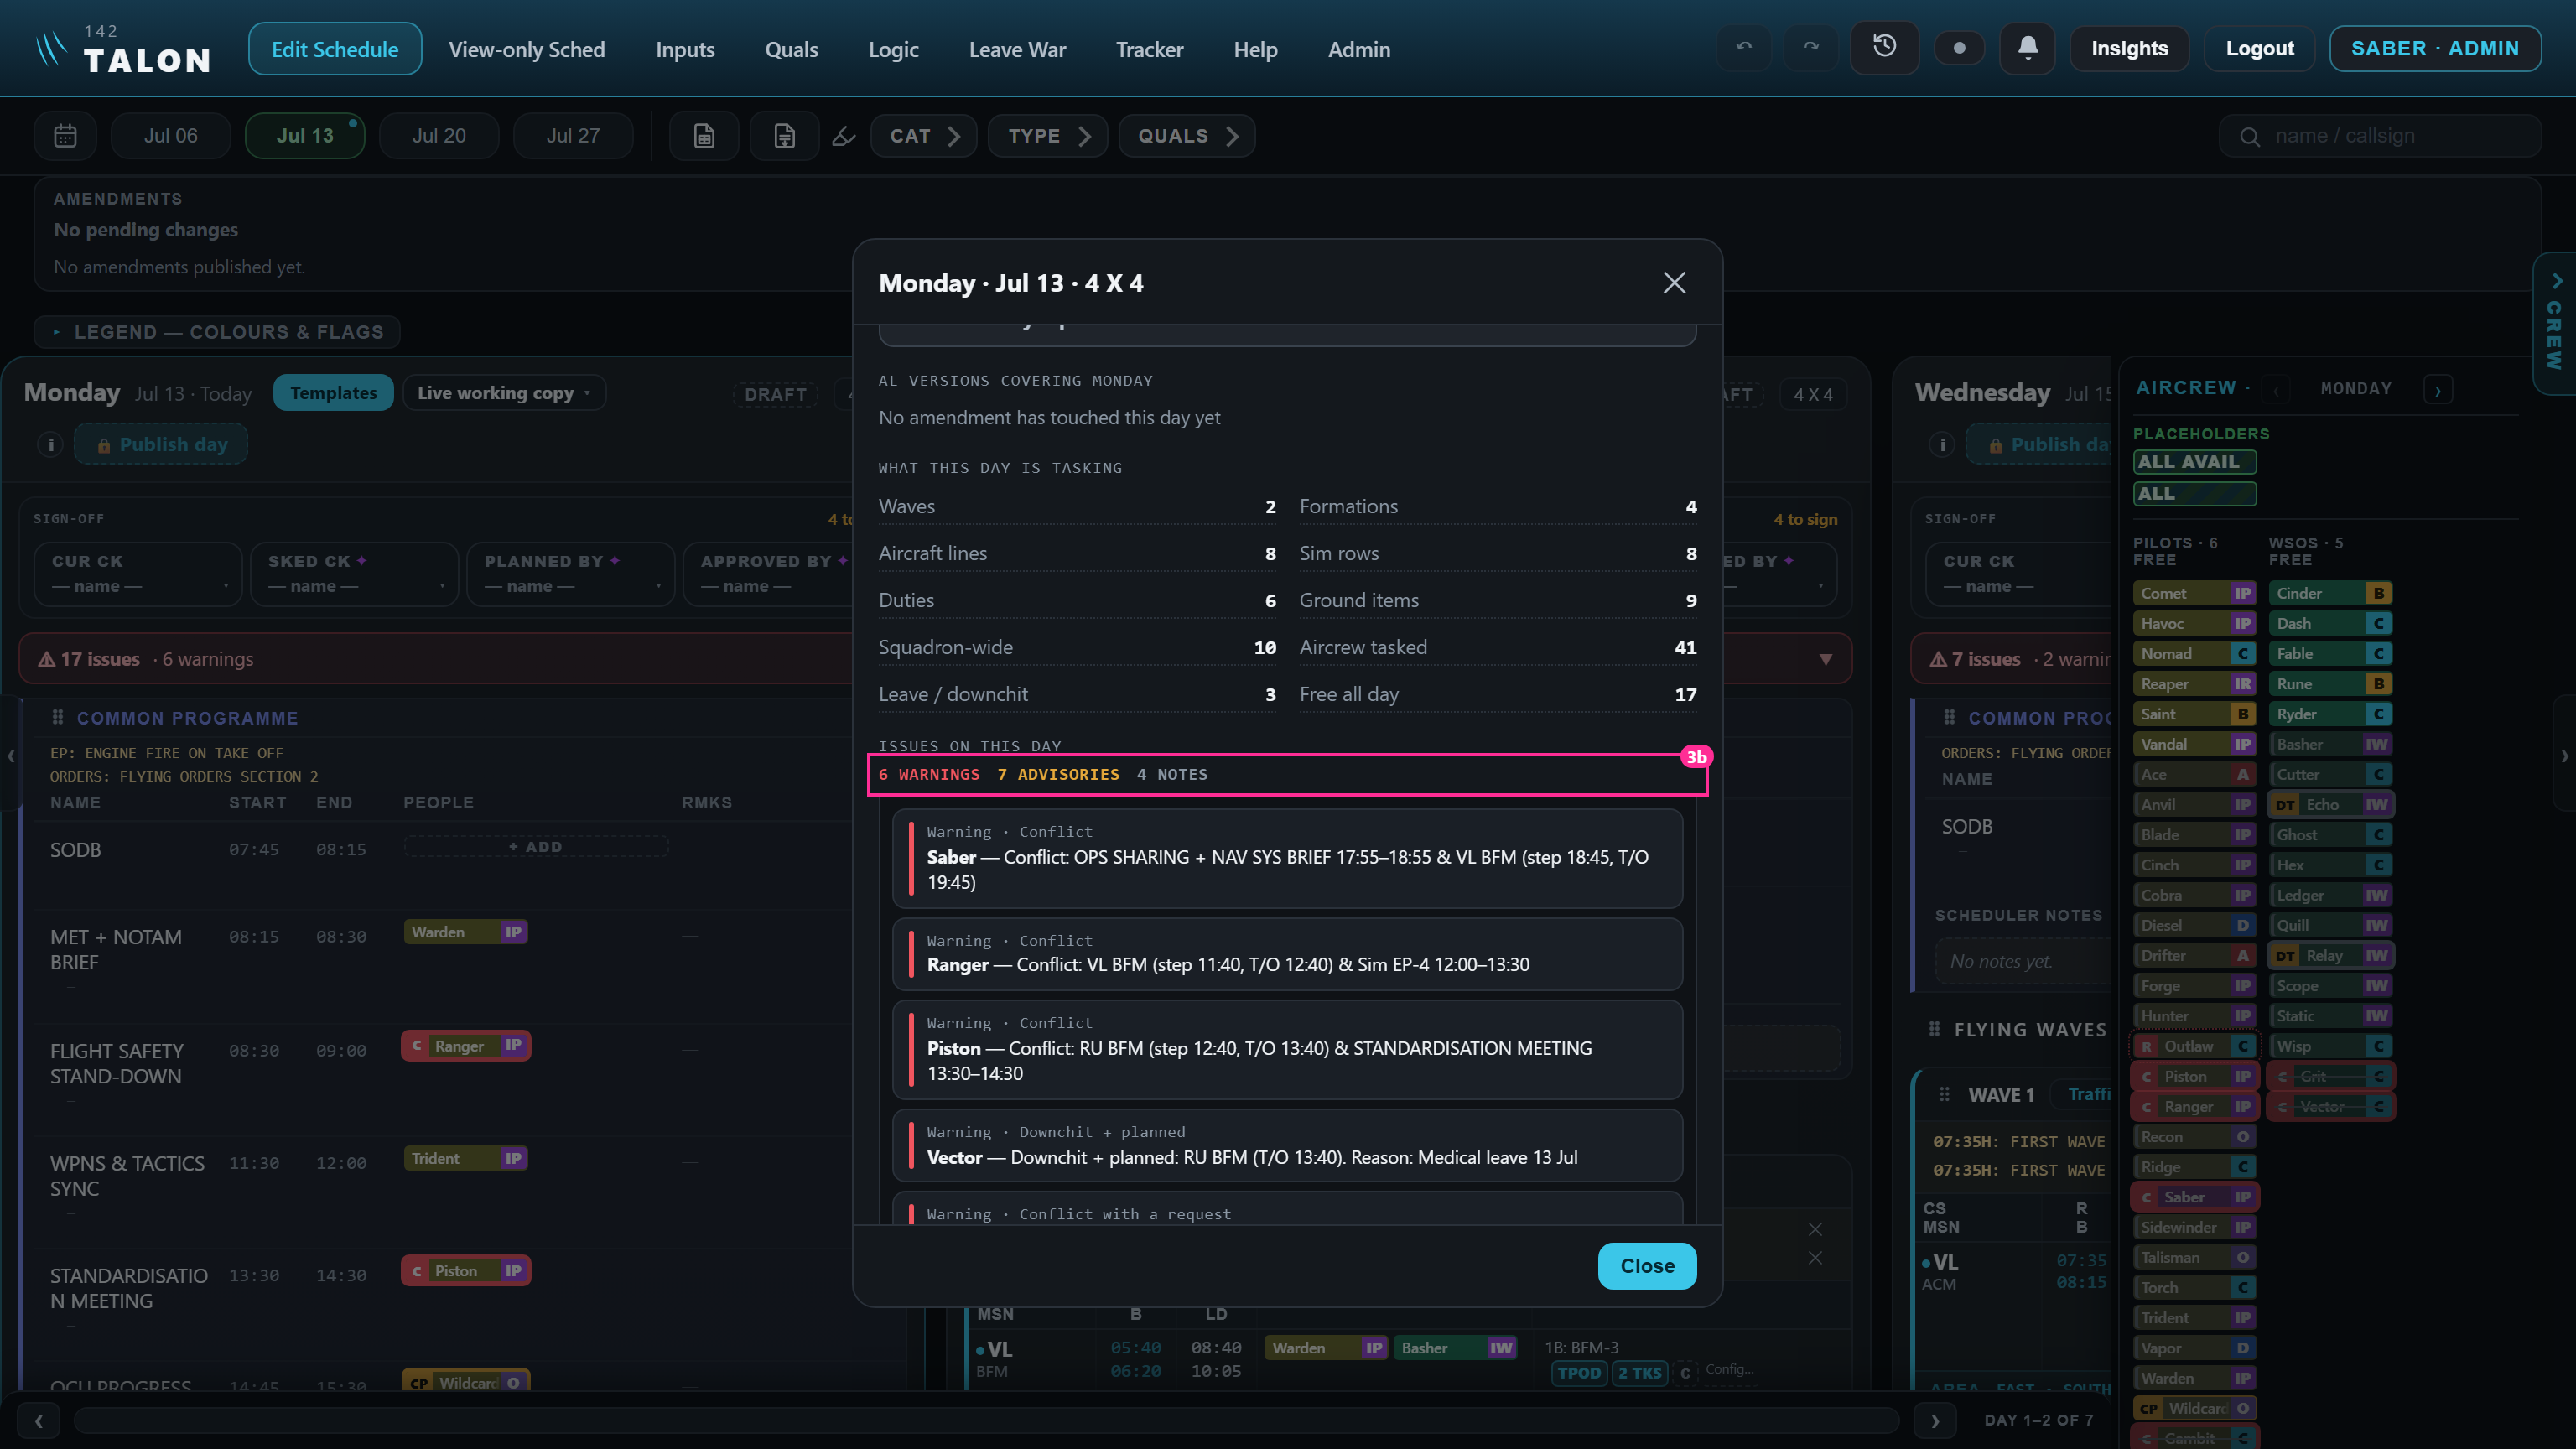 142
TALON
Edit Schedule
View-only Sched
Inputs
Quals
Logic
Leave War
Tracker
Help
Admin
Insights
Logout
SABER · ADMIN
Jul 06
Jul 13
Jul 20
Jul 27
CAT
TYPE
QUALS
name / callsign
AMENDMENTS
No pending changes
No amendments published yet.
LEGEND — COLOURS & FLAGS
CREW
Monday Jul 13 · Today
Templates
Live working copy
DRAFT
Publish day
SIGN-OFF
CUR CK
— name —
SKED CK
— name —
PLANNED BY
— name —
APPROVED BY
— name —
17 issues · 6 warnings
COMMON PROGRAMME
EP: ENGINE FIRE ON TAKE OFF
ORDERS: FLYING ORDERS SECTION 2
NAME START END PEOPLE RMKS
SODB 07:45 08:15 + ADD —
—
MET + NOTAM BRIEF 08:15 08:30 Warden IP —
—
FLIGHT SAFETY STAND-DOWN 08:30 09:00 C Ranger IP —
—
WPNS & TACTICS SYNC 11:30 12:00 Trident IP —
—
STANDARDISATIO
N MEETING 13:30 14:30 C Piston IP —
—
OCU PROGRESS 14:45 15:30 CP Wildcard O
Monday · Jul 13 · 4 X 4
AL VERSIONS COVERING MONDAY
No amendment has touched this day yet
WHAT THIS DAY IS TASKING
Waves 2
Formations 4
Aircraft lines 8
Sim rows 8
Duties 6
Ground items 9
Squadron-wide 10
Aircrew tasked 41
Leave / downchit 3
Free all day 17
ISSUES ON THIS DAY
3b
6 WARNINGS 7 ADVISORIES 4 NOTES
Warning · Conflict
Saber — Conflict: OPS SHARING + NAV SYS BRIEF 17:55–18:55 & VL BFM (step 18:45, T/O
19:45)
Warning · Conflict
Ranger — Conflict: VL BFM (step 11:40, T/O 12:40) & Sim EP-4 12:00–13:30
Warning · Conflict
Piston — Conflict: RU BFM (step 12:40, T/O 13:40) & STANDARDISATION MEETING
13:30–14:30
Warning · Downchit + planned
Vector — Downchit + planned: RU BFM (T/O 13:40). Reason: Medical leave 13 Jul
Warning · Conflict with a request
Close
4 X 4
4 to sign
MSN B LD
VL 05:40 08:40 Warden IP Basher IW 1B: BFM-3
BFM 06:20 10:05 TPOD 2 TKS C Config...
Wednesday Jul 15
Publish day
SIGN-OFF
CUR CK
— name —
7 issues
ORDERS: FLYING ORDER
NAME
SODB
—
SCHEDULER NOTES
No notes yet.
FLYING WAVES
WAVE 1
07:35H: FIRST WAVE
07:35H: FIRST WAVE
CS R
MSN B
VL 07:35
ACM 08:15
AIRCREW · MONDAY
PLACEHOLDERS
ALL AVAIL
ALL
PILOTS · 6 FREE
WSOS · 5 FREE
Comet IP Cinder B
Havoc IP Dash C
Nomad C Fable C
Reaper IR Rune B
Saint B Ryder C
Vandal IP Basher IW
Ace A Cutter C
Anvil IP DT Echo IW
Blade IP Ghost C
Cinch IP Hex C
Cobra IP Ledger IW
Diesel D Quill IW
Drifter A DT Relay IW
Forge IP Scope IW
Hunter IP Static IW
R Outlaw C Wisp C
C Piston IP C Grit C
C Ranger IP C Vector C
Recon O
Ridge C
C Saber IP
Sidewinder IP
Talisman O
Torch C
Trident IP
Vapor D
Warden IP
CP Wildcard O
C Gambit C
DAY 1–2 OF 7